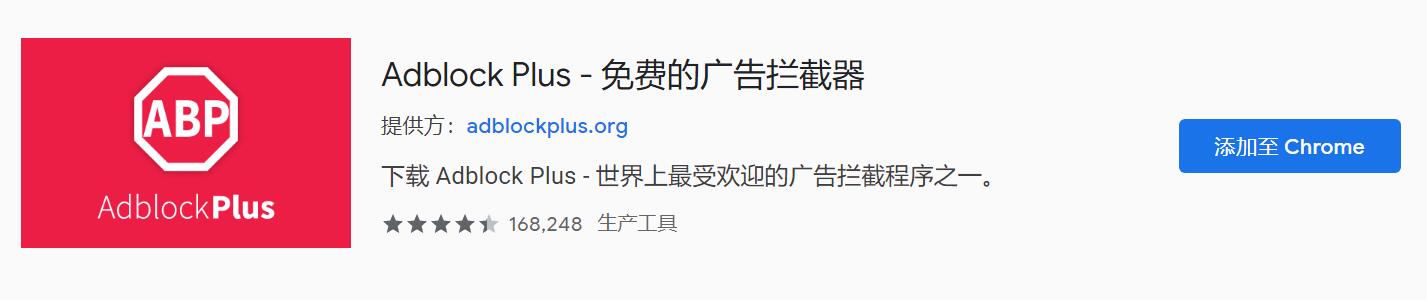 ABP
AdblockPlus
Adblock Plus - 免费的广告拦截器
提供方：adblockplus.org
下载 Adblock Plus - 世界上最受欢迎的广告拦截程序之一。
168,248 生产工具
添加至 Chrome